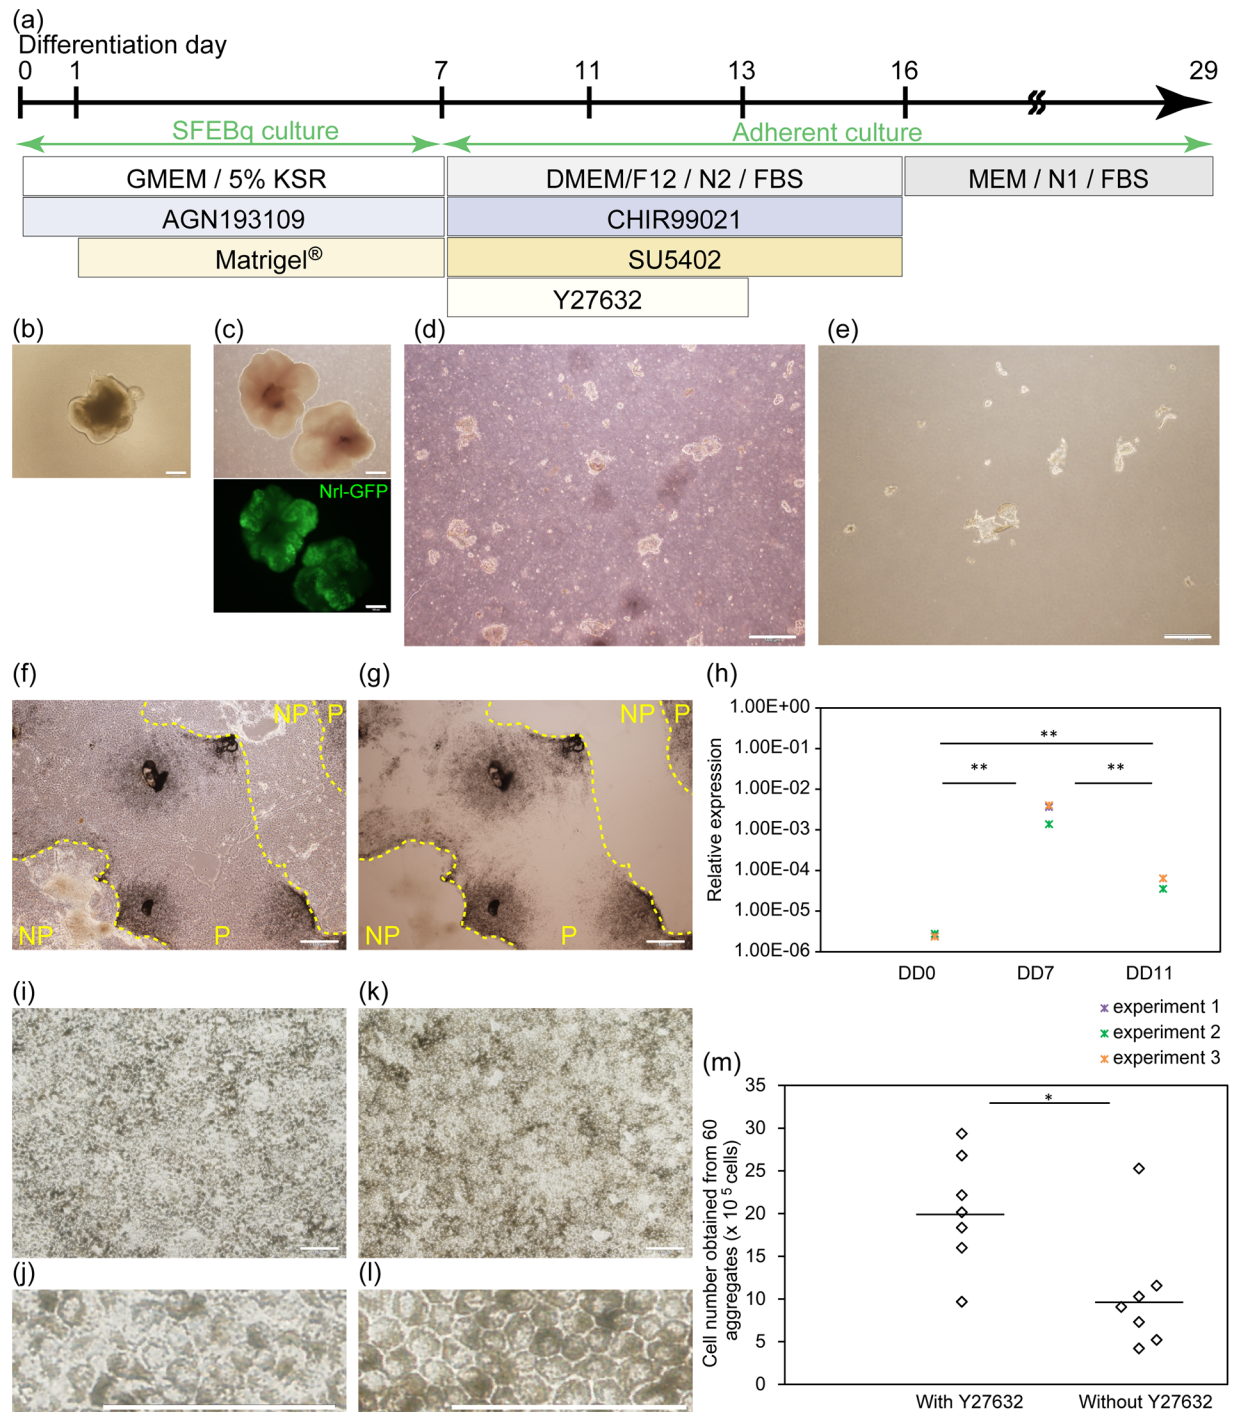 (a)
Differentiation day
0 1 7 11 13 16 29
SFEBq culture Adherent culture
GMEM / 5% KSR DMEM/F12 / N2 / FBS MEM / N1 / FBS
AGN193109 CHIR99021
Matrigel® SU5402
Y27632
(b) (c) (d) (e)
Nrl-GFP
(f) (g) (h)
NP P
NP P
NP P
NP P
Relative expression
1.00E+00
1.00E-01
1.00E-02
1.00E-03
1.00E-04
1.00E-05
1.00E-06
**
** **
DD0 DD7 DD11
experiment 1
experiment 2
experiment 3
(i) (k)
(j) (l)
(m)
Cell number obtained from 60
aggregates (x 10 5 cells)
35
30
25
20
15
10
5
0
*
With Y27632 Without Y27632